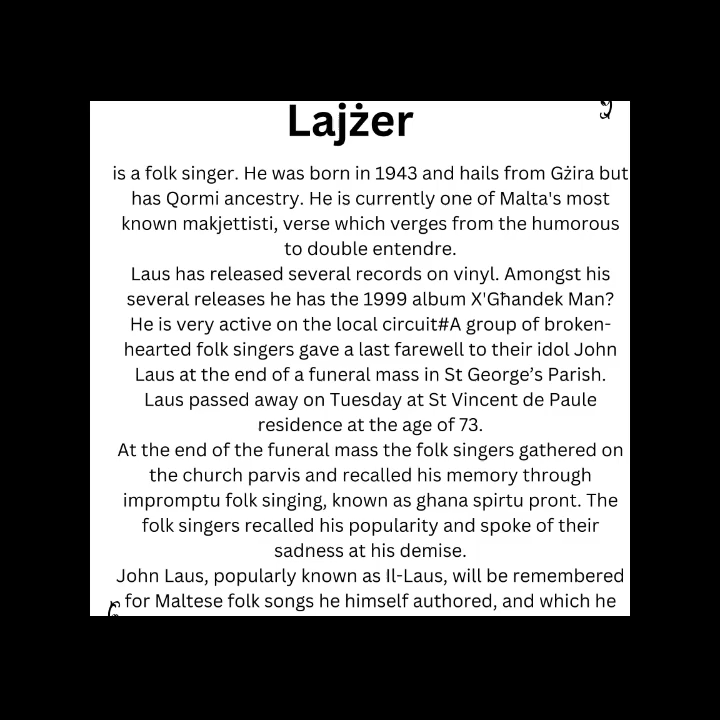 Lajżer
is a folk singer. He was born in 1943 and hails from Gżira but
has Qormi ancestry. He is currently one of Malta's most
known makjettisti, verse which verges from the humorous
to double entendre.
Laus has released several records on vinyl. Amongst his
several releases he has the 1999 album X'Għandek Man?
He is very active on the local circuit#A group of broken-
hearted folk singers gave a last farewell to their idol John
Laus at the end of a funeral mass in St George’s Parish.
Laus passed away on Tuesday at St Vincent de Paule
residence at the age of 73.
At the end of the funeral mass the folk singers gathered on
the church parvis and recalled his memory through
impromptu folk singing, known as ghana spirtu pront. The
folk singers recalled his popularity and spoke of their
sadness at his demise.
John Laus, popularly known as Il-Laus, will be remembered
for Maltese folk songs he himself authored, and which he